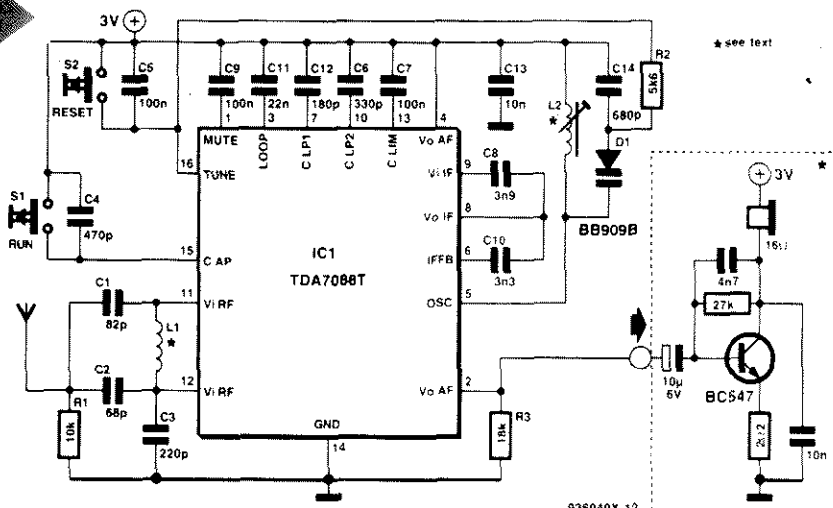 3V
S2
RESET
C5
100n
C9
100n
1
C11
22n
3
C12
180p
7
C6
330p
10
C7
100n
13
4
C13
10n
L2
*
C14
680p
R2
5k6
* see text
D1
BB909B
MUTE
LOOP
C LP1
C LP2
C LIM
Vo AF
16
TUNE
9
Vi IF
C8
3n9
8
Vo IF
S1
RUN
C4
470p
15
C AP
IC1
TDA7088T
6
IFFB
C10
3n3
5
OSC
C1
82p
11
Vi RF
L1
*
C2
68p
12
Vi RF
R1
10k
C3
220p
GND
14
Vo AF
2
R3
18k
*
3V
16Ω
4n7
27k
10µ
6V
BC547
2Ω2
10n